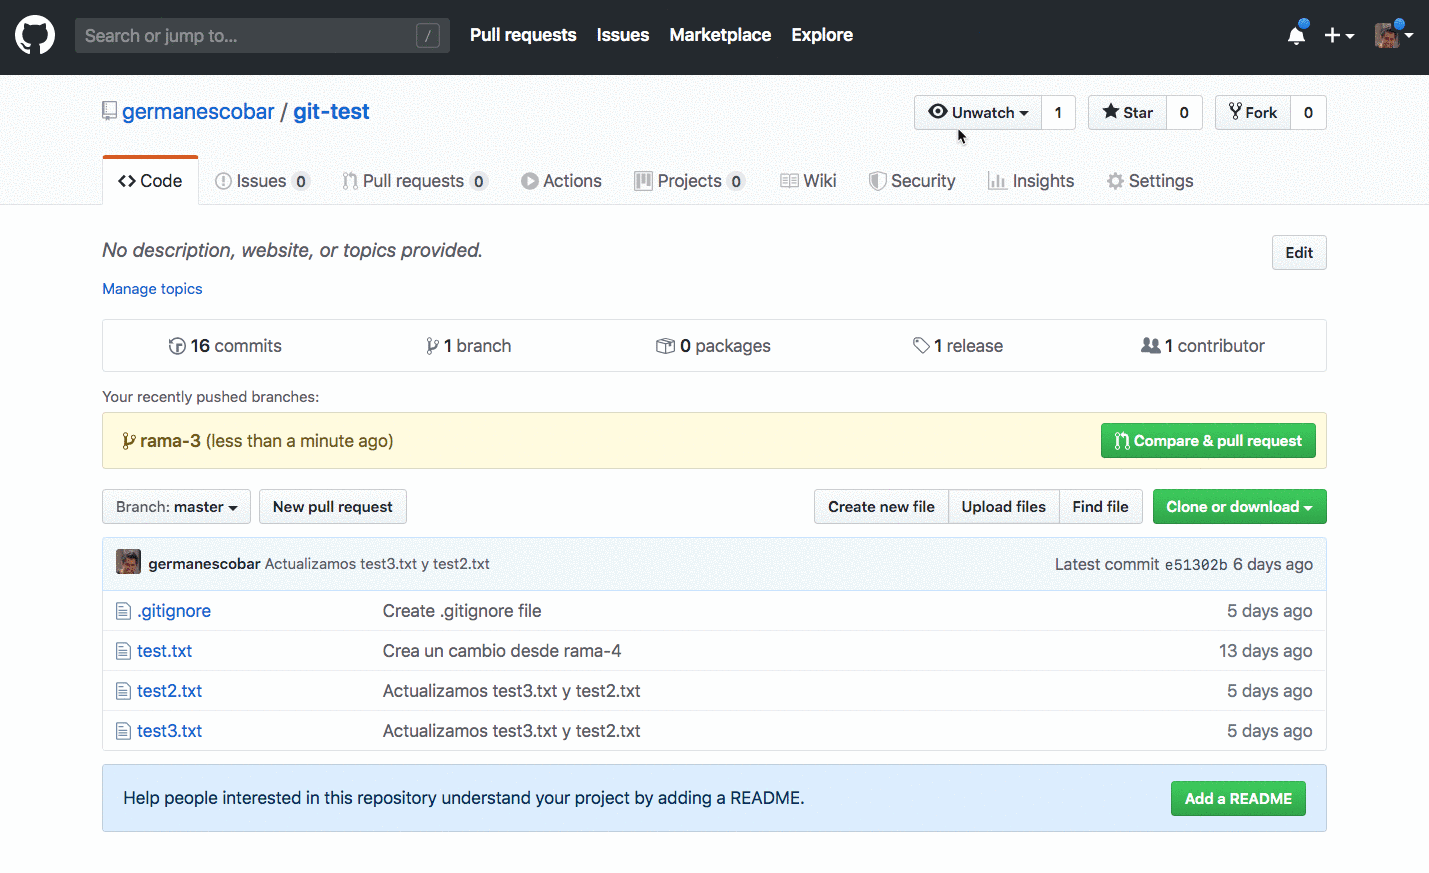 Search or jump to... / Pull requests Issues Marketplace Explore
germanescobar / git-test Unwatch 1 Star 0 Fork 0
Code Issues 0 Pull requests 0 Actions Projects 0 Wiki Security Insights Settings
No description, website, or topics provided. Edit
Manage topics
16 commits 1 branch 0 packages 1 release 1 contributor
Your recently pushed branches:
rama-3 (less than a minute ago) Compare & pull request
Branch: master New pull request Create new file Upload files Find file Clone or download
germanescobar Actualizamos test3.txt y test2.txt Latest commit e51302b 6 days ago
.gitignore Create .gitignore file 5 days ago
test.txt Crea un cambio desde rama-4 13 days ago
test2.txt Actualizamos test3.txt y test2.txt 5 days ago
test3.txt Actualizamos test3.txt y test2.txt 5 days ago
Help people interested in this repository understand your project by adding a README. Add a README